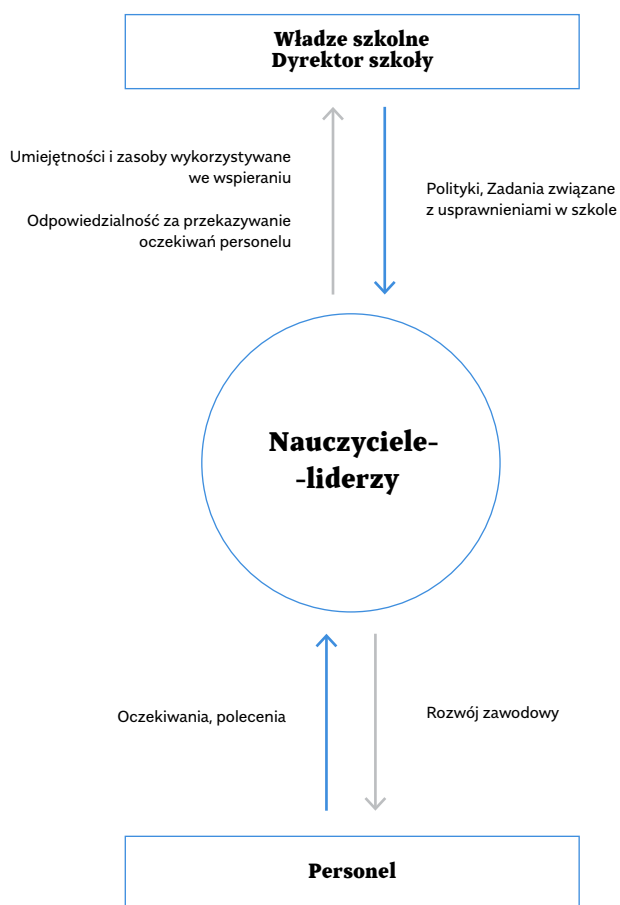 Władze szkolne
Dyrektor szkoły
Umiejętności i zasoby wykorzystywane
we wspieraniu
Odpowiedzialność za przekazywanie
oczekiwań personelu
Polityki, Zadania związane
z usprawnieniami w szkole
Nauczyciele-
-liderzy
Oczekiwania, polecenia
Rozwój zawodowy
Personel